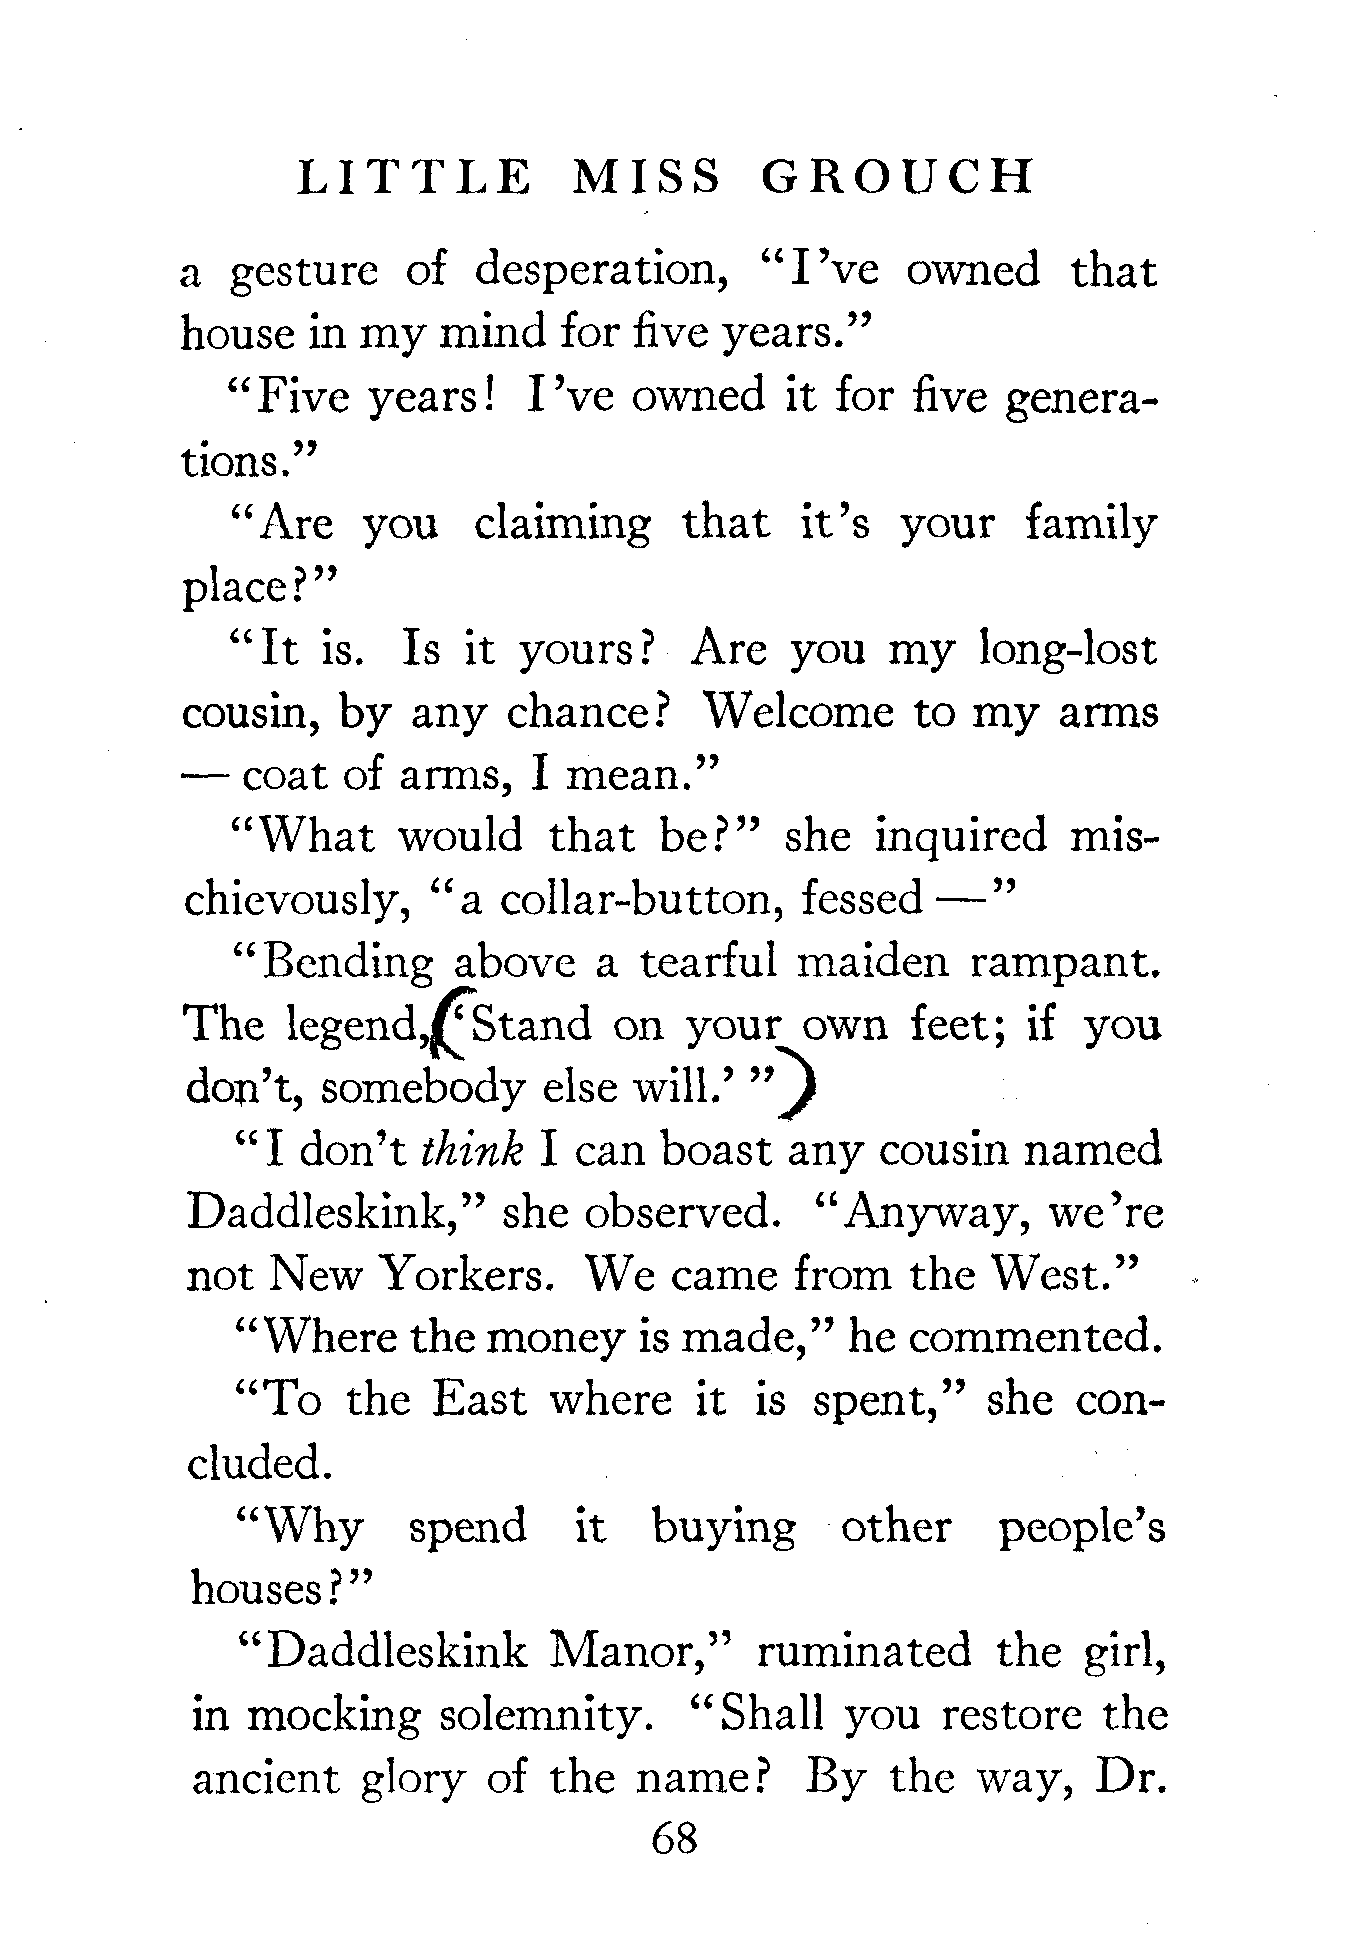 LITTLE MISS GROUCH
a gesture of desperation, “I’ve owned that
house in my mind for five years.”
“Five years! I’ve owned it for five genera-
tions.”
“Are you claiming that it’s your family
place?”
“It is. Is it yours? Are you my long-lost
cousin, by any chance? Welcome to my arms
— coat of arms, I mean.”
“What would that be?” she inquired mis-
chievously, “a collar-button, fessed —”
“Bending above a tearful maiden rampant.
The legend, (‘Stand on your own feet; if you
don’t, somebody else will.’ ”)
“I don’t think I can boast any cousin named
Daddleskink,” she observed. “Anyway, we’re
not New Yorkers. We came from the West.”
“Where the money is made,” he commented.
“To the East where it is spent,” she con-
cluded.
“Why spend it buying other people’s
houses?”
“Daddleskink Manor,” ruminated the girl,
in mocking solemnity. “Shall you restore the
ancient glory of the name? By the way, Dr.
68